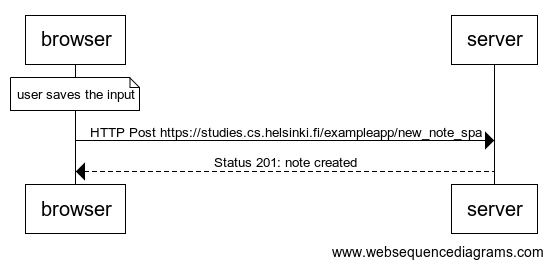 browser
server
user saves the input
HTTP Post https://studies.cs.helsinki.fi/exampleapp/new_note_spa
Status 201: note created
browser
server
www.websequencediagrams.com